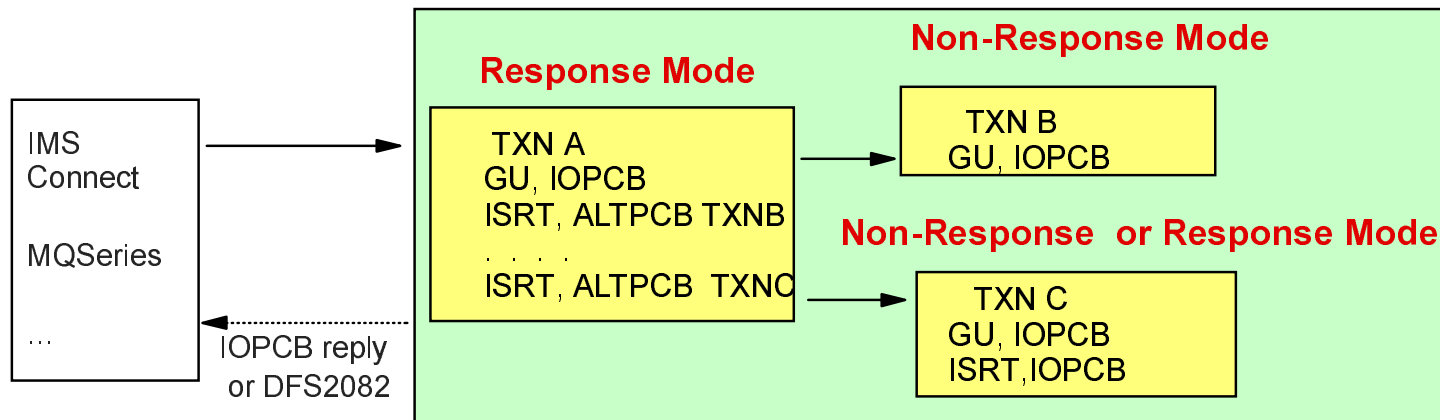 IMS
Connect
MQSeries
...
IOPCB reply
or DFS2082
Response Mode
TXN A
GU, IOPCB
ISRT, ALTPCB TXNB
. . . .
ISRT, ALTPCB TXNC
Non-Response Mode
TXN B
GU, IOPCB
Non-Response or Response Mode
TXN C
GU, IOPCB
ISRT,IOPCB